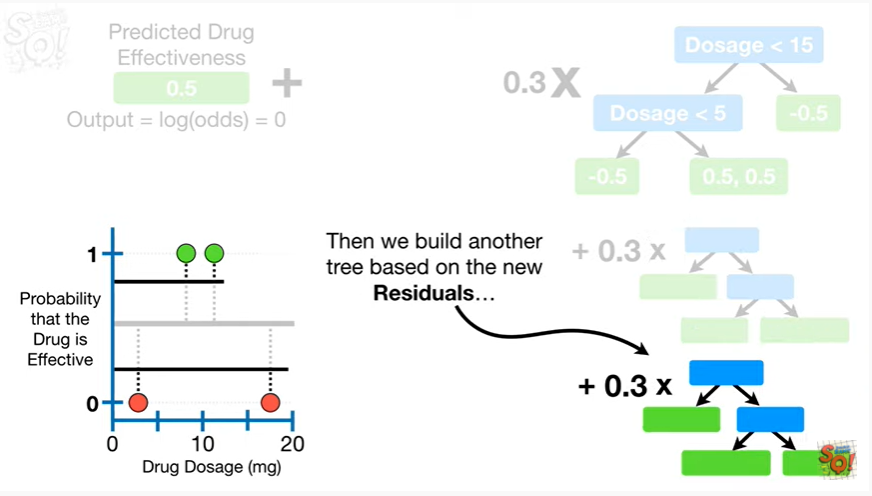 Predicted Drug
Effectiveness
0.5
+
Output = log(odds) = 0
0.3 X
Dosage < 15
Dosage < 5
-0.5
-0.5
0.5, 0.5
Then we build another
tree based on the new
Residuals…
+ 0.3 x
+ 0.3 x
Probability
that the
Drug is
Effective
1
0
0
10
20
Drug Dosage (mg)
SQ!
SQ!